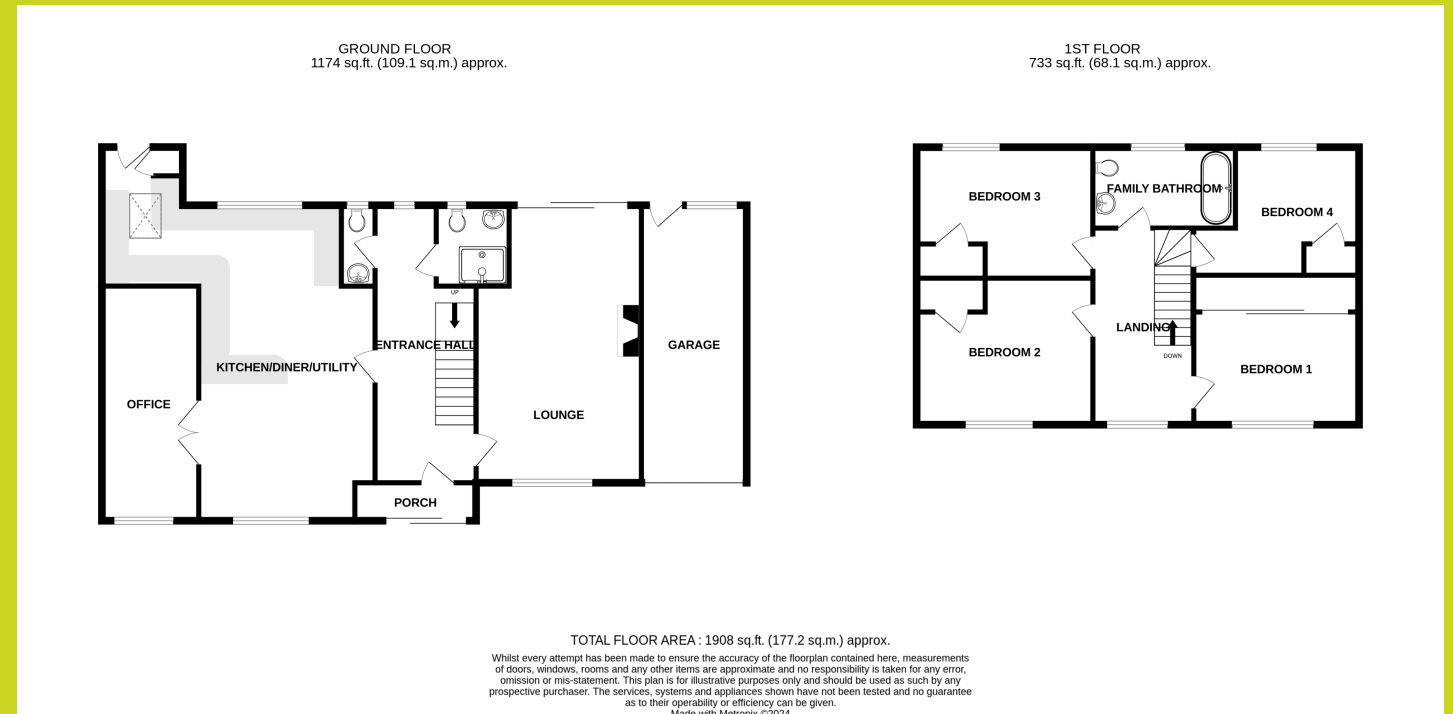 GROUND FLOOR
1174 sq.ft. (109.1 sq.m.) approx.
1ST FLOOR
733 sq.ft. (68.1 sq.m.) approx.
UP
ENTRANCE HALL
KITCHEN/DINER/UTILITY
OFFICE
LOUNGE
GARAGE
PORCH
BEDROOM 3
FAMILY BATHROOM
BEDROOM 4
LANDING
DOWN
BEDROOM 2
BEDROOM 1
TOTAL FLOOR AREA : 1908 sq.ft. (177.2 sq.m.) approx.
Whilst every attempt has been made to ensure the accuracy of the floorplan contained here, measurements
of doors, windows, rooms and any other items are approximate and no responsibility is taken for any error,
omission or mis-statement. This plan is for illustrative purposes only and should be used as such by any
prospective purchaser. The services, systems and appliances shown have not been tested and no guarantee
as to their operability or efficiency can be given.
Made with Metropix ©2024